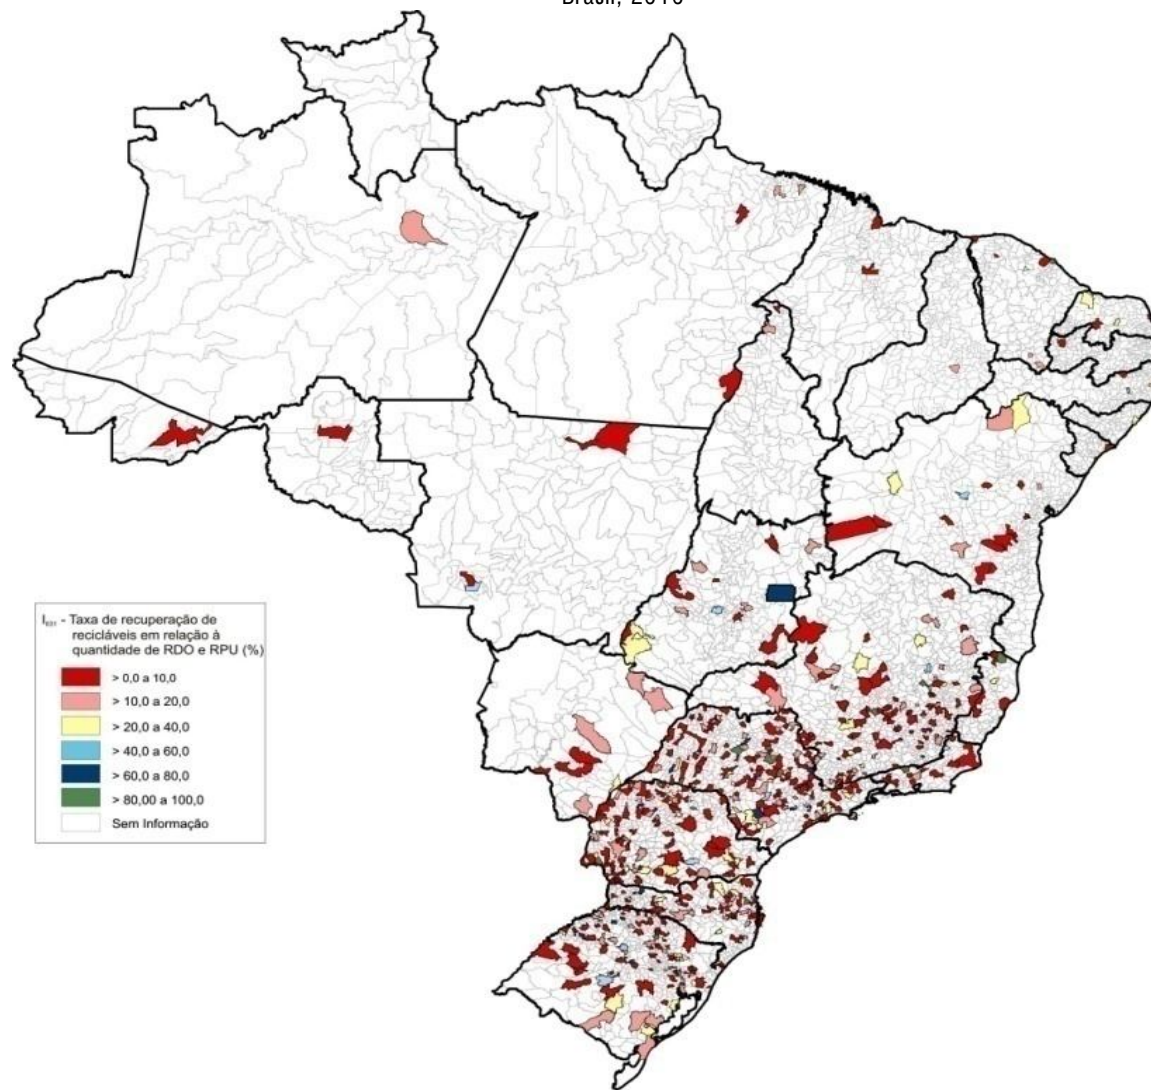 Brasil, 2016
I₀₃₁ - Taxa de recuperação de
recicláveis em relação à
quantidade de RDO e RPU (%)
> 0,0 a 10,0
> 10,0 a 20,0
> 20,0 a 40,0
> 40,0 a 60,0
> 60,0 a 80,0
> 80,00 a 100,0
Sem Informação